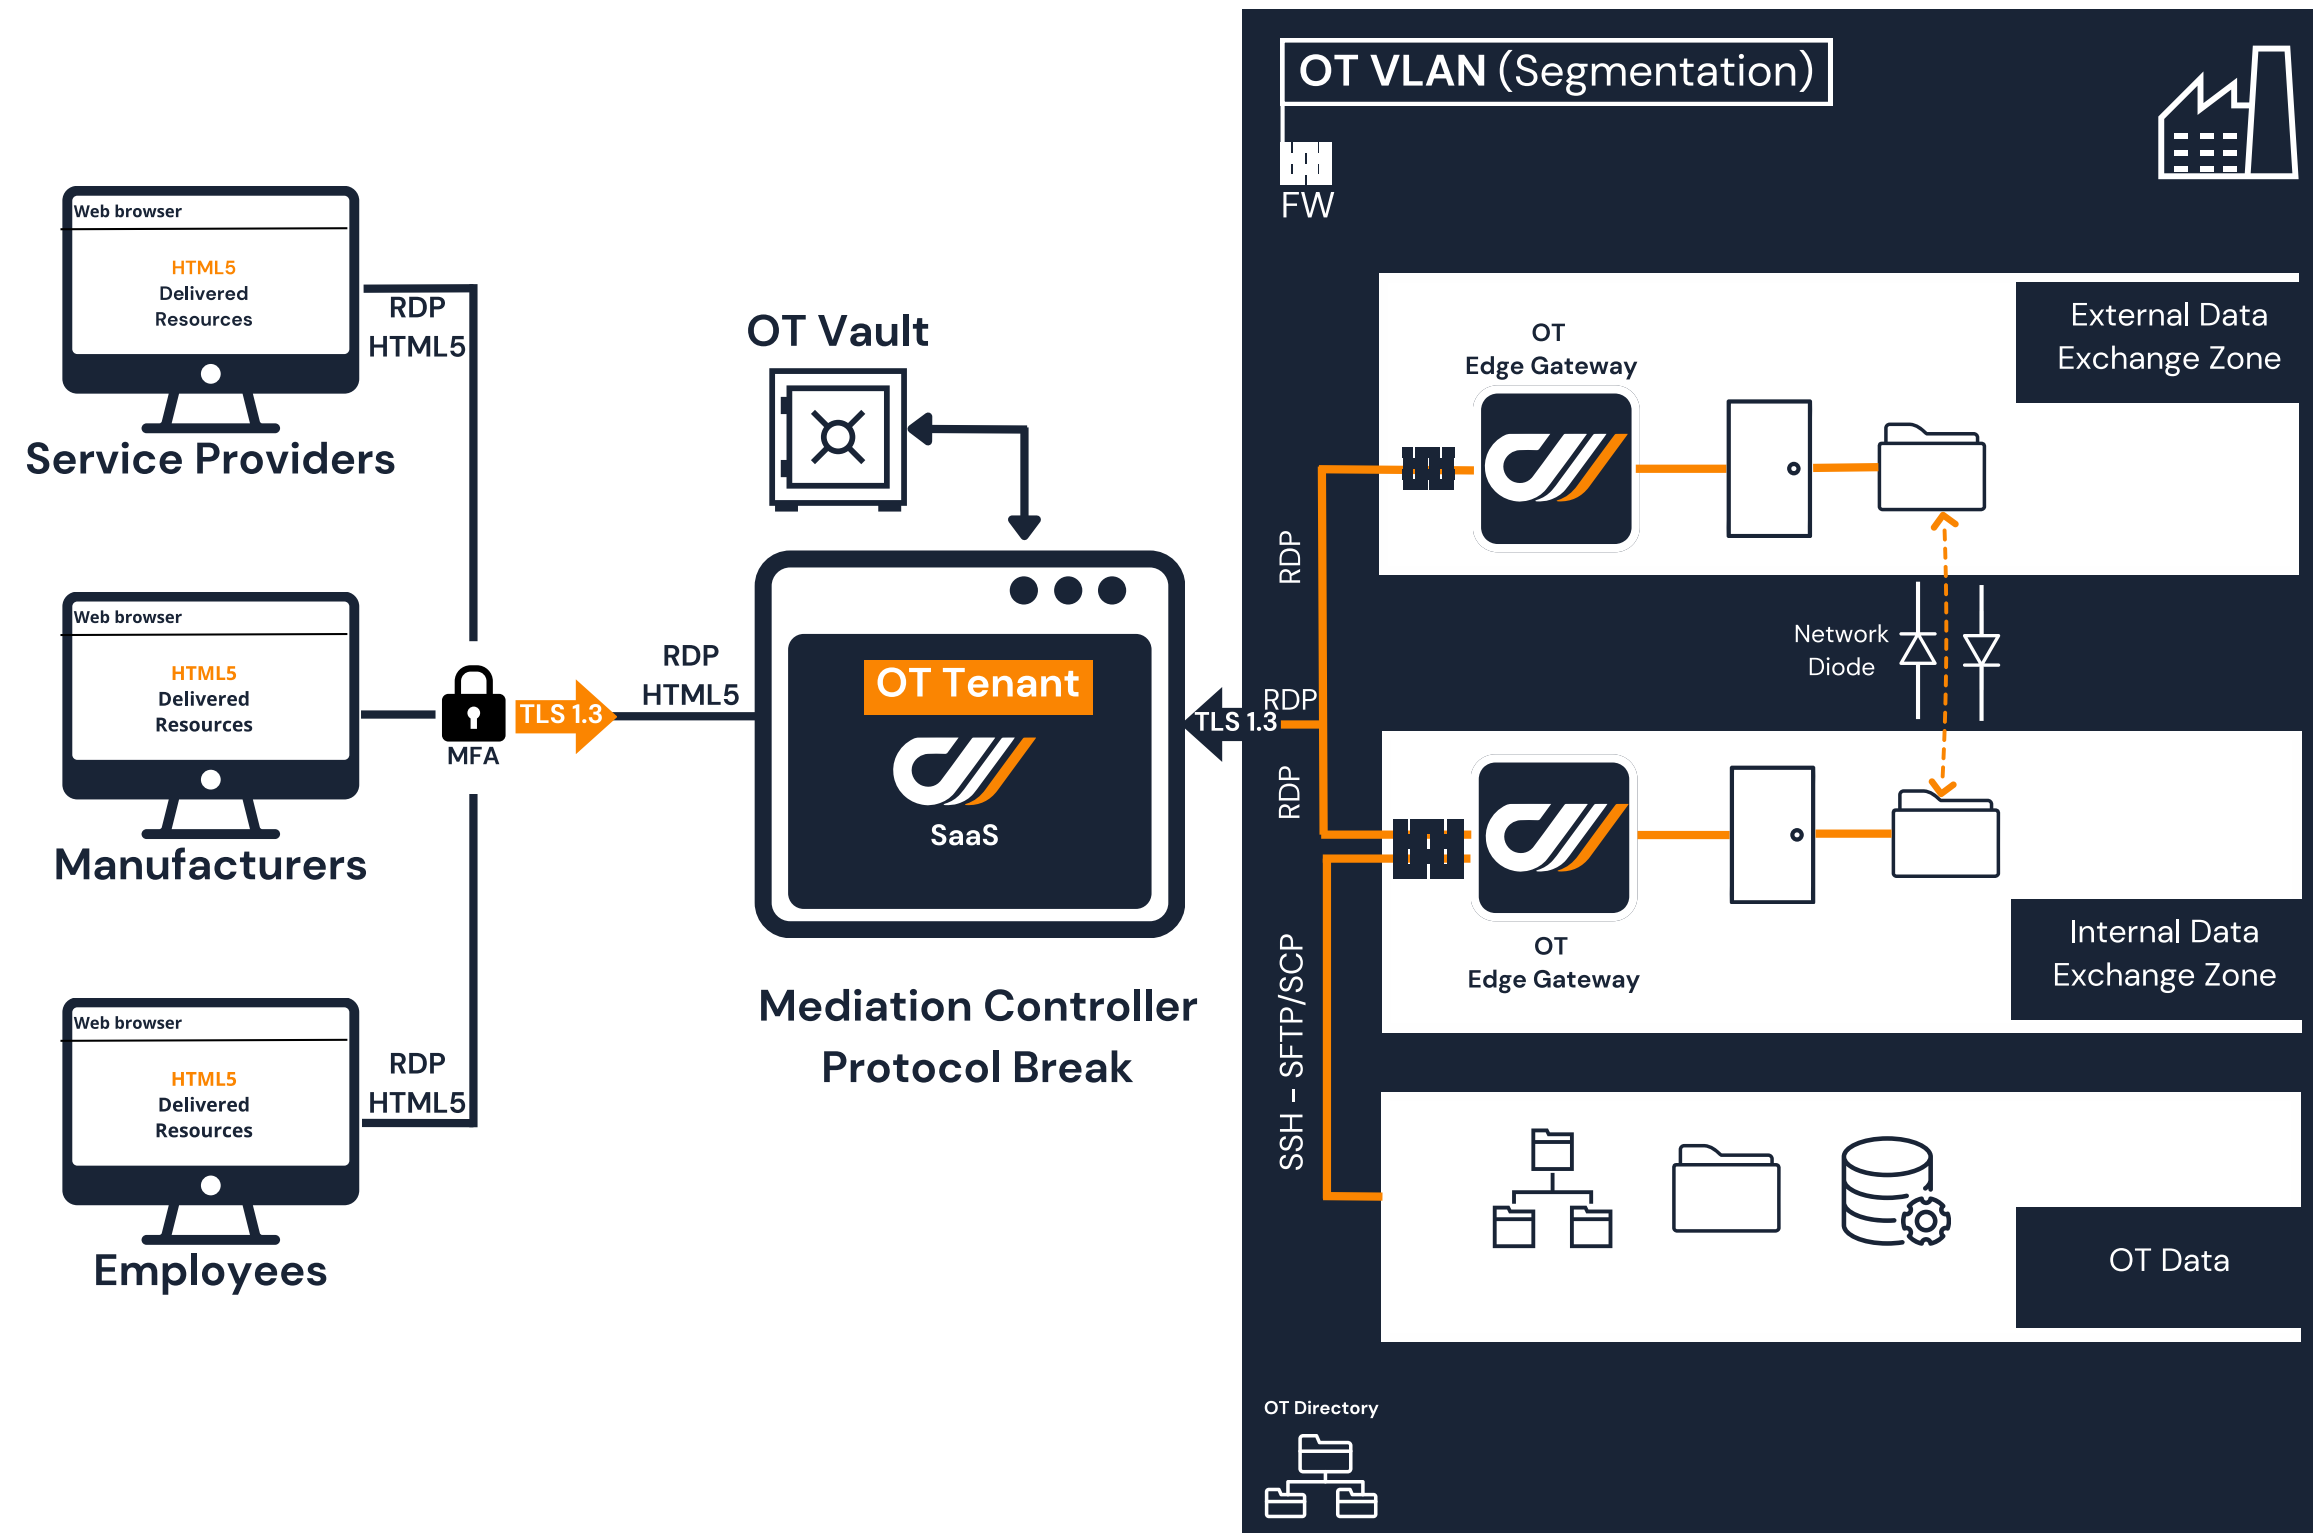 Web browser
HTML5
Delivered
Resources
Service Providers
RDP
HTML5
Web browser
HTML5
Delivered
Resources
Manufacturers
MFA
TLS 1.3
RDP
HTML5
Web browser
HTML5
Delivered
Resources
Employees
RDP
HTML5
OT Vault
OT Tenant
SaaS
Mediation Controller
Protocol Break
TLS 1.3
OT VLAN (Segmentation)
FW
RDP
RDP
RDP
SSH - SFTP/SCP
OT
Edge Gateway
External Data
Exchange Zone
Network
Diode
OT
Edge Gateway
Internal Data
Exchange Zone
OT Data
OT Directory